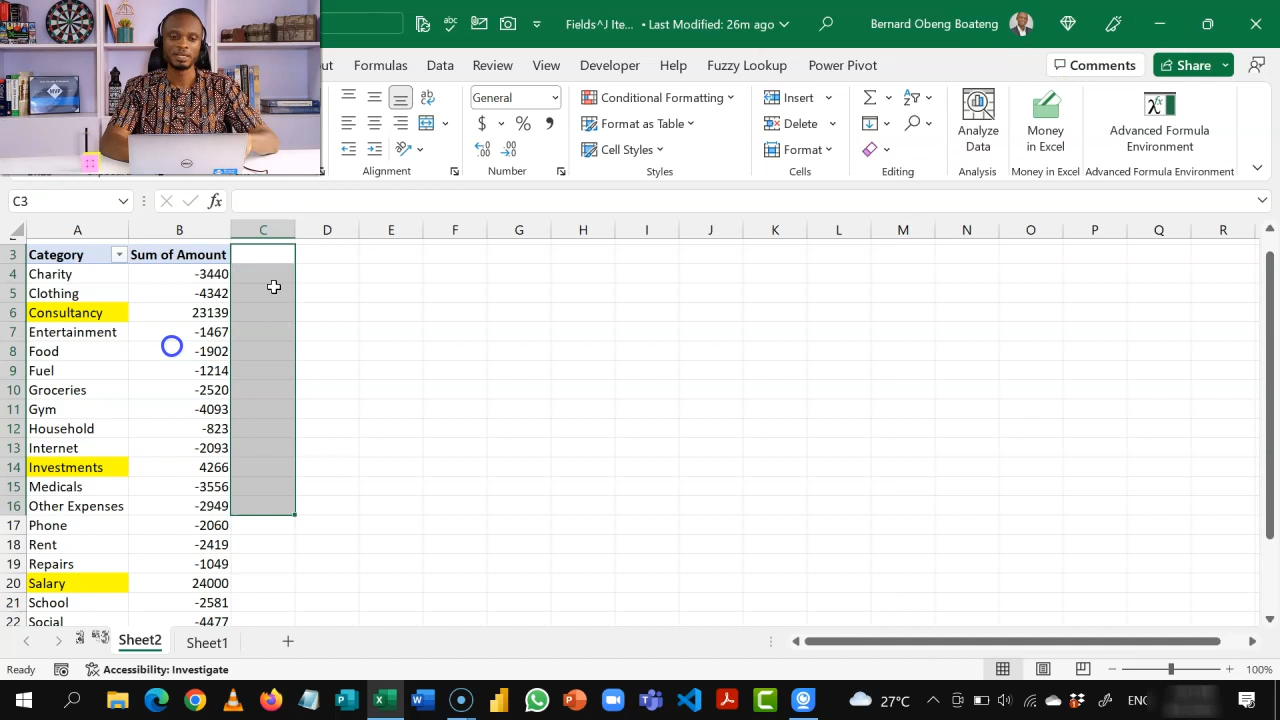 Fields^J Ite... • Last Modified: 26m ago
Bernard Obeng Boateng
Formulas Data Review View Developer Help Fuzzy Lookup Power Pivot
Comments Share
General
Conditional Formatting
Format as Table
Cell Styles
Insert
Delete
Format
Analyze Data
Money in Excel
Advanced Formula Environment
Alignment Number Styles Cells Editing Analysis Money in Excel Advanced Formula Environment
C3 fx
A B C D E F G H I J K L M N O P Q R
3 Category Sum of Amount
4 Charity -3440
5 Clothing -4342
6 Consultancy 23139
7 Entertainment -1467
8 Food -1902
9 Fuel -1214
10 Groceries -2520
11 Gym -4093
12 Household -823
13 Internet -2093
14 Investments 4266
15 Medicals -3556
16 Other Expenses -2949
17 Phone -2060
18 Rent -2419
19 Repairs -1049
20 Salary 24000
21 School -2581
22 Social -4477
Sheet2 Sheet1
Ready Accessibility: Investigate 100%
27°C ENG